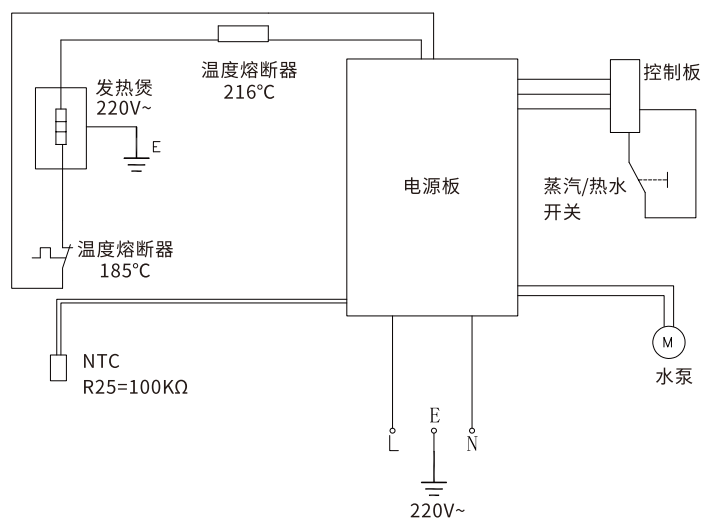 温度熔断器
216℃
控制板
发热煲
220V~
E
电源板
蒸汽/热水
开关
温度熔断器
185℃
NTC
R25=100KΩ
M
水泵
E
L
N
220V~